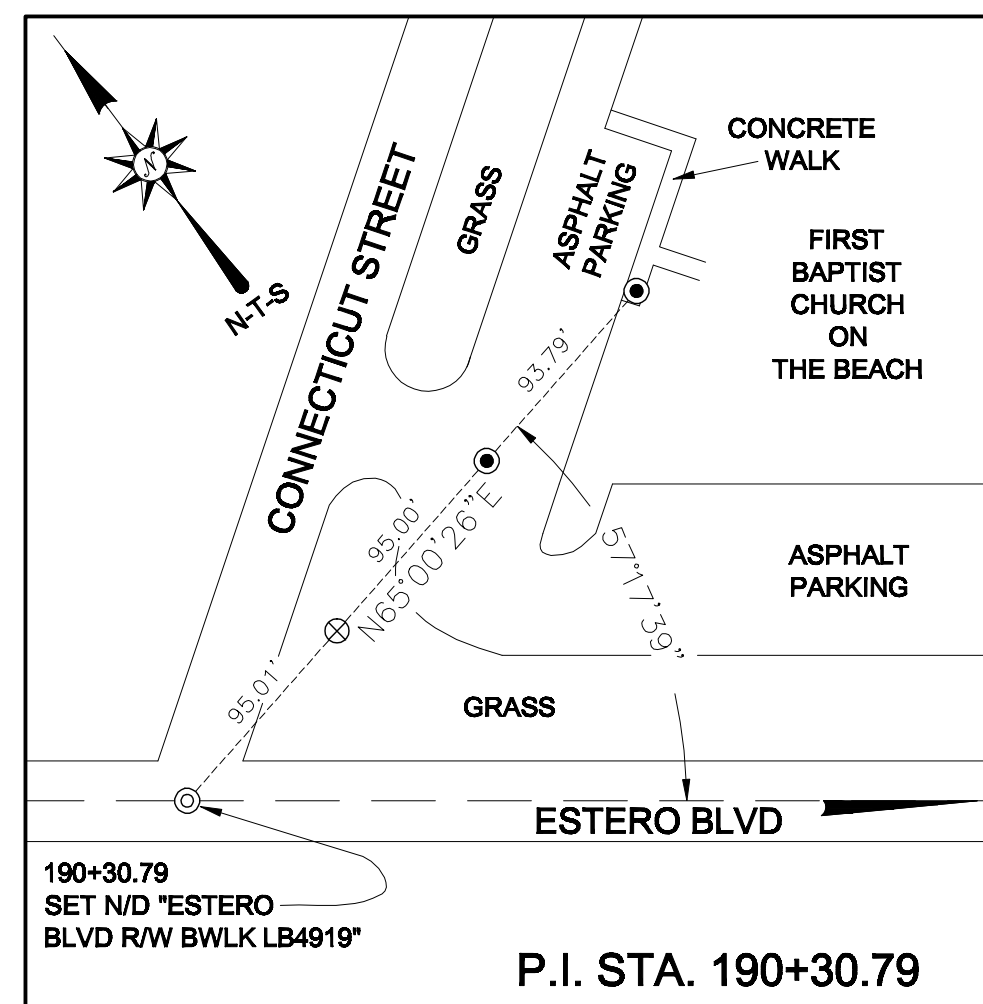 N
N-T-S
CONNECTICUT STREET
GRASS
ASPHALT
PARKING
CONCRETE
WALK
FIRST
BAPTIST
CHURCH
ON
THE BEACH
93.79'
95.00'
N65°00'26"E
57°17'39"
95.01'
ASPHALT
PARKING
GRASS
ESTERO BLVD
190+30.79
SET N/D "ESTERO
BLVD R/W BWLK LB4919"
P.I. STA. 190+30.79